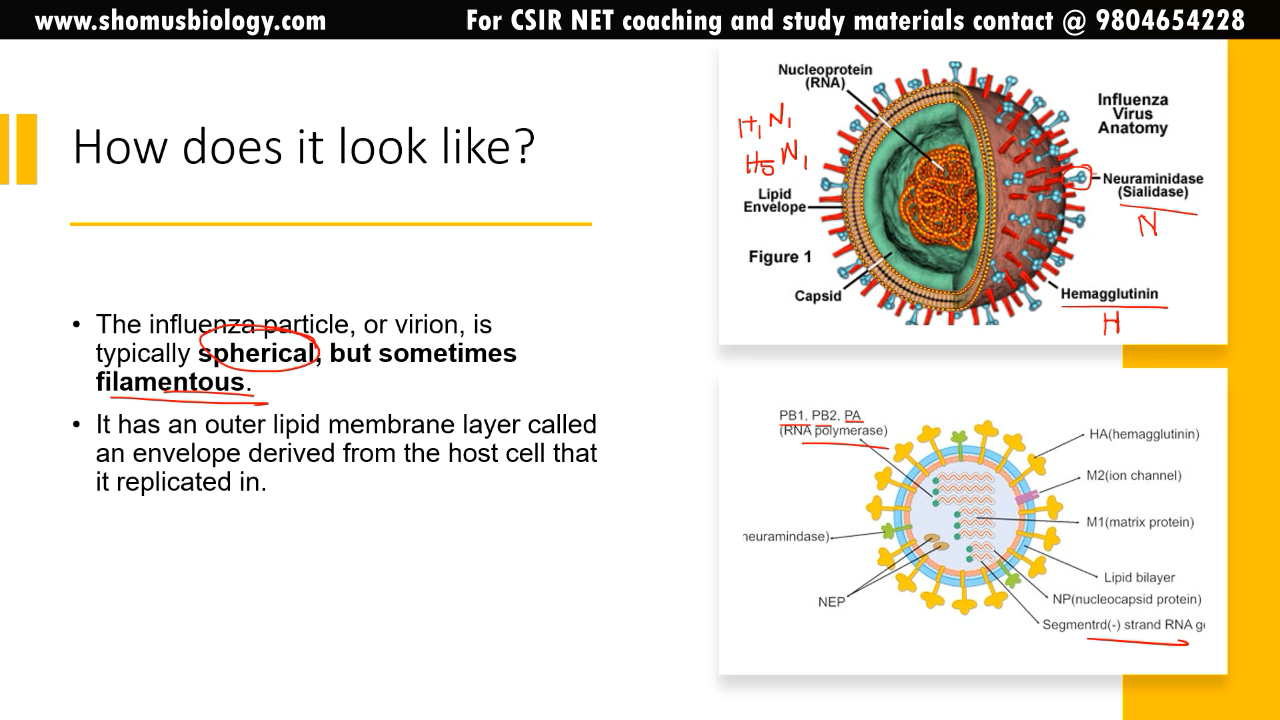 www.shomusbiology.com
For CSIR NET coaching and study materials contact @ 9804654228
How does it look like?
• The influenza particle, or virion, is
typically spherical, but sometimes
filamentous.
• It has an outer lipid membrane layer called
an envelope derived from the host cell that
it replicated in.
Nucleoprotein
(RNA)
Influenza
Virus
Anatomy
H1 N1
H5 N1
Neuraminidase
(Sialidase)
N
Lipid
Envelope
Figure 1
Capsid
Hemagglutinin
H
PB1, PB2, PA
(RNA polymerase)
HA(hemagglutinin)
M2(ion channel)
M1(matrix protein)
neuramindase)
Lipid bilayer
NEP
NP(nucleocapsid protein)
Segmentrd(-) strand RNA ge